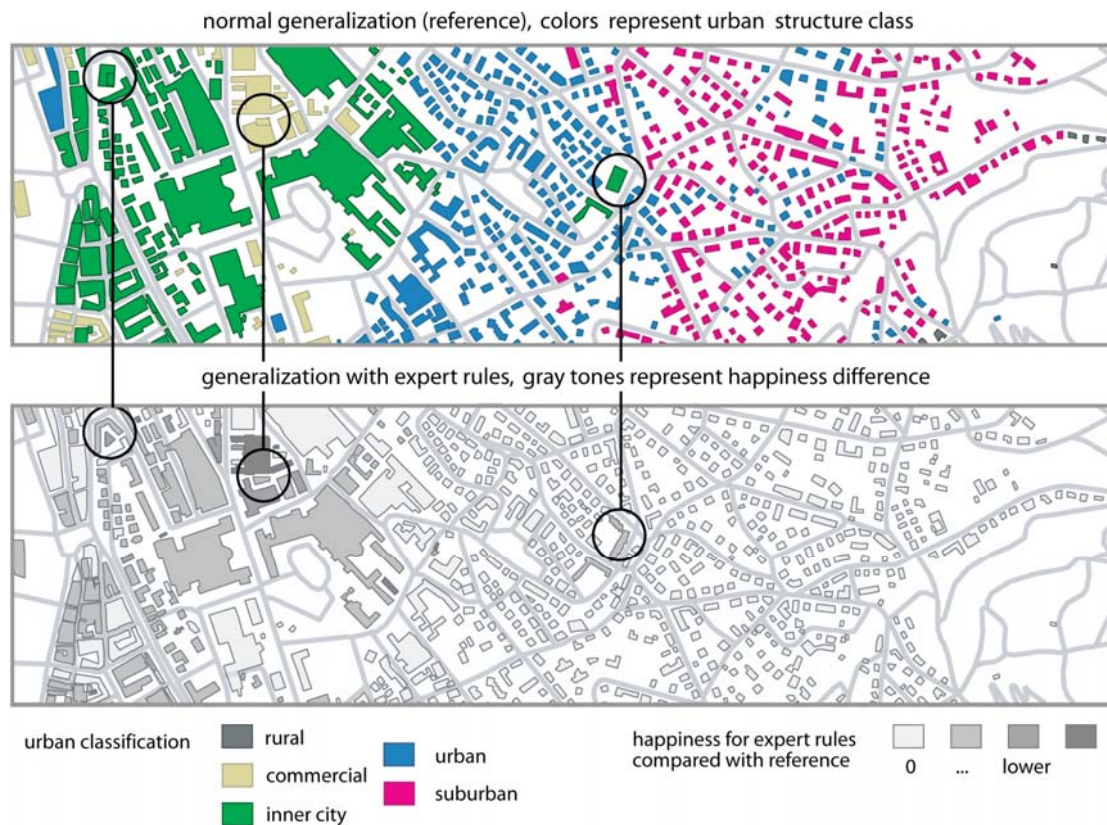 normal generalization (reference), colors represent urban structure class
generalization with expert rules, gray tones represent happiness difference
urban classification
rural
commercial
inner city
urban
suburban
happiness for expert rules
compared with reference
0 ... lower